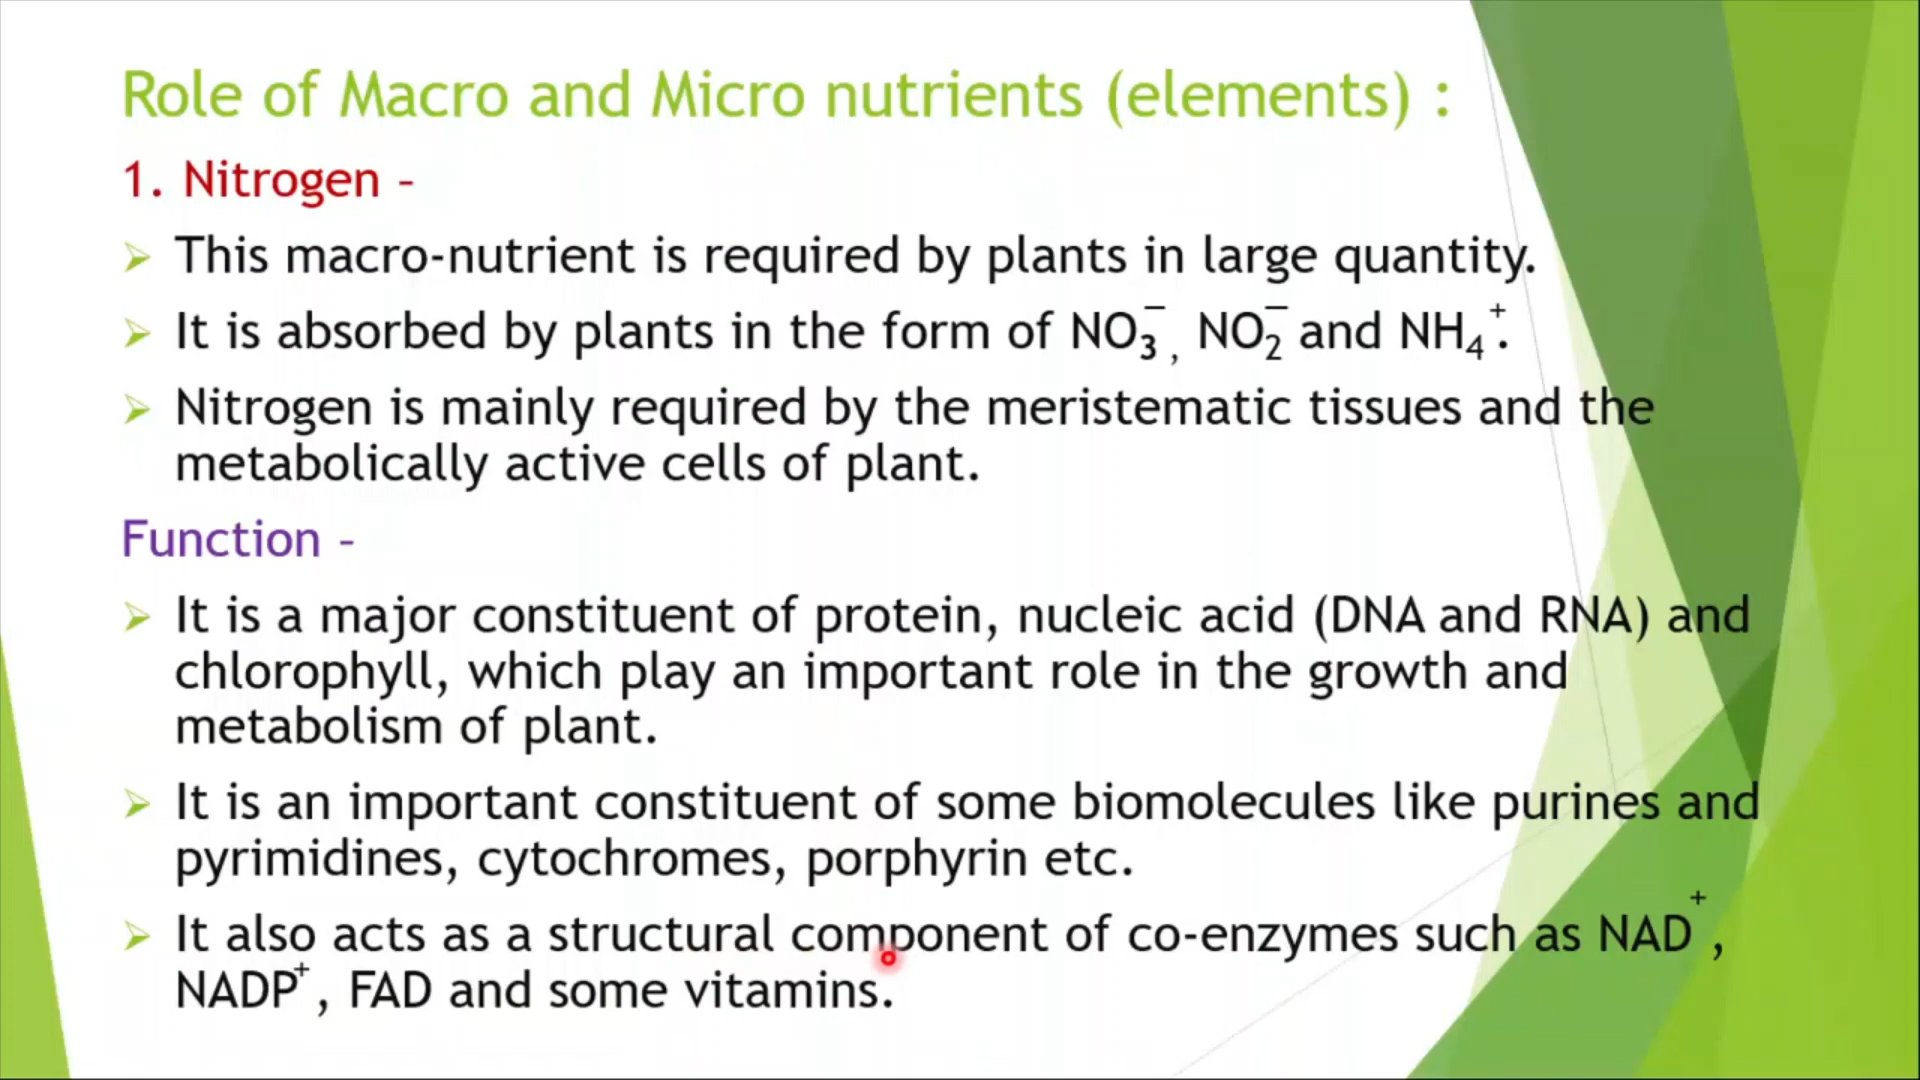 Role of Macro and Micro nutrients (elements) :
1. Nitrogen –
➢ This macro-nutrient is required by plants in large quantity.
➢ It is absorbed by plants in the form of NO₃⁻, NO₂⁻ and NH₄⁺.
➢ Nitrogen is mainly required by the meristematic tissues and the
metabolically active cells of plant.
Function –
➢ It is a major constituent of protein, nucleic acid (DNA and RNA) and
chlorophyll, which play an important role in the growth and
metabolism of plant.
➢ It is an important constituent of some biomolecules like purines and
pyrimidines, cytochromes, porphyrin etc.
➢ It also acts as a structural component of co-enzymes such as NAD⁺,
NADP⁺, FAD and some vitamins.